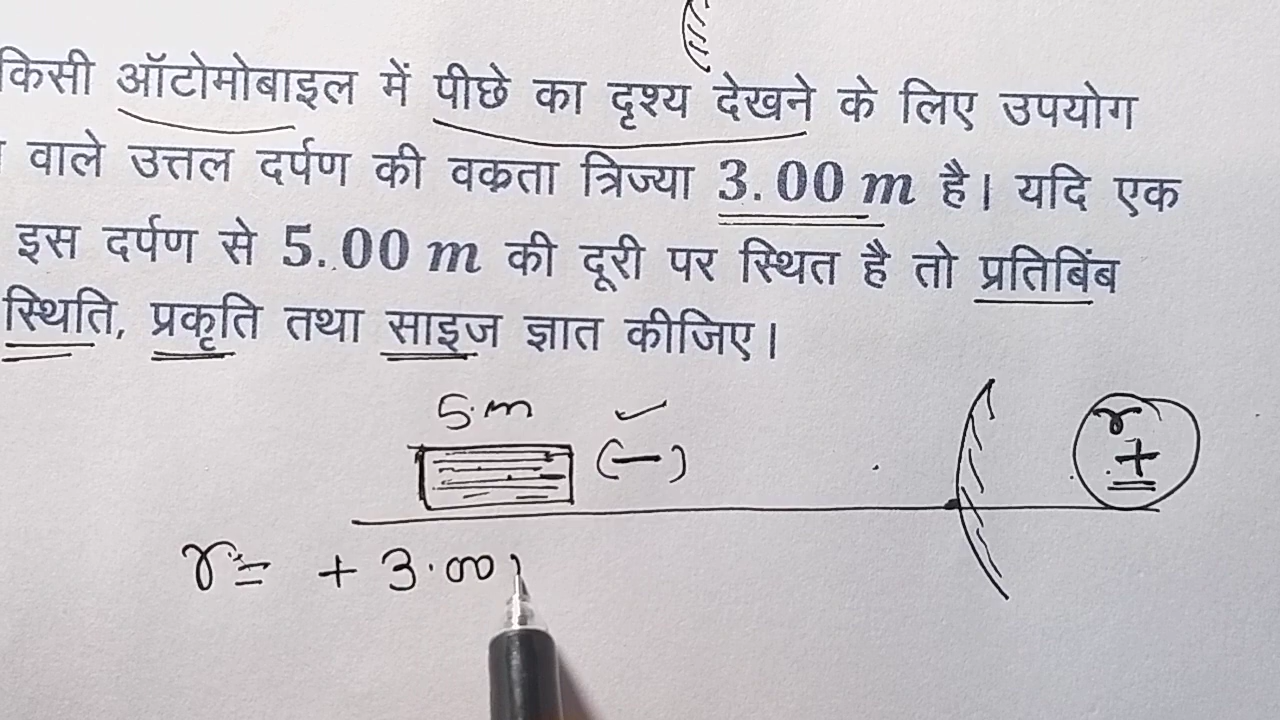 किसी ऑटोमोबाइल में पीछे का दृश्य देखने के लिए उपयोग
वाले उत्तल दर्पण की वक्रता त्रिज्या 3.00 m है। यदि एक
इस दर्पण से 5.00 m की दूरी पर स्थित है तो प्रतिबिंब
स्थिति, प्रकृति तथा साइज ज्ञात कीजिए।
5.m
(−)
r
+
r = + 3.00